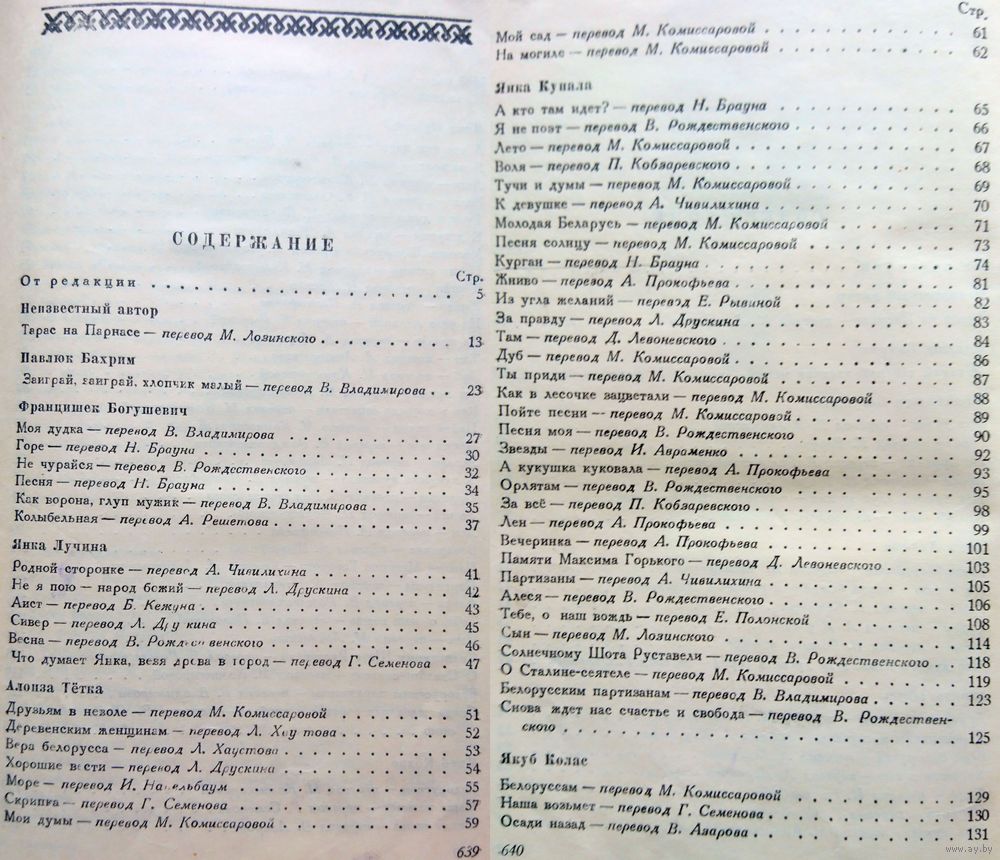 СОДЕРЖАНИЕ
Стр.
От редакции . . . 5
Неизвестный автор
Тарас на Парнасе — перевод М. Лозинского . . . 13
Павлюк Бахрим
Заиграй, заиграй, хлопчик малый — перевод В. Владимирова . . 23
Францишек Богушевич
Моя дудка — перевод В. Владимирова . . . 27
Горе — перевод Н. Брауна . . . 30
Не чурайся — перевод В. Рождественского . . . 32
Песня — перевод Н. Брауна . . . 34
Как ворона, глуп мужик — перевод В. Владимирова . . . 35
Колыбельная — перевод А. Решетова . . . 37
Янка Лучина
Родной сторонке — перевод А. Чивилихина . . . 41
Не я пою — народ божий — перевод Л. Друскина . . . 42
Аист — перевод Б. Кежуна . . . 43
Сивер — перевод Л. Друскина . . . 45
Весна — перевод В. Рождественского . . . 46
Что думает Янка, везя дрова в город — перевод Г. Семенова . 47
Алоиза Тётка
Друзьям в неволе — перевод М. Комиссаровой . . . 51
Деревенским женщинам — перевод Л. Хаустова . . . 52
Вера белорусса — перевод Л. Хаустова . . . 53
Хорошие вести — перевод Л. Друскина . . . 54
Море — перевод И. Наппельбаум . . . 55
Скрипка — перевод Г. Семенова . . . 57
Мои думы — перевод М. Комиссаровой . . . 59
639
Стр.
Мой сад — перевод М. Комиссаровой . . . 61
На могиле — перевод М. Комиссаровой . . . 62
Янка Купала
А кто там идет? — перевод Н. Брауна . . . 65
Я не поэт — перевод В. Рождественского . . . 66
Лето — перевод М. Комиссаровой . . . 67
Воля — перевод П. Кобзаревского . . . 68
Тучи и думы — перевод М. Комиссаровой . . . 69
К девушке — перевод А. Чивилихина . . . 70
Молодая Беларусь — перевод М. Комиссаровой . . . 71
Песня солнцу — перевод М. Комиссаровой . . . 73
Курган — перевод Н. Брауна . . . 74
Жниво — перевод А. Прокофьева . . . 81
Из угла желаний — перевод Е. Рывиной . . . 82
За правду — перевод Л. Друскина . . . 83
Там — перевод Д. Левоневского . . . 84
Дуб — перевод М. Комиссаровой . . . 86
Ты приди — перевод М. Комиссаровой . . . 87
Как в лесочке зацветали — перевод М. Комиссаровой . . . 88
Пойте песни — перевод М. Комиссаровой . . . 89
Песня моя — перевод В. Рождественского . . . 90
Звезды — перевод И. Авраменко . . . 92
А кукушка куковала — перевод А. Прокофьева . . . 93
Орлятам — перевод В. Рождественского . . . 95
За всё — перевод П. Кобзаревского . . . 98
Лен — перевод А. Прокофьева . . . 99
Вечеринка — перевод А. Прокофьева . . . 101
Памяти Максима Горького — перевод Д. Левоневского . . . 103
Партизаны — перевод А. Чивилихина . . . 105
Алеся — перевод В. Рождественского . . . 106
Тебе, о наш вождь — перевод Е. Полонской . . . 108
Сын — перевод М. Лозинского . . . 114
Солнечному Шота Руставели — перевод В. Рождественского . . 118
О Сталине-сеятеле — перевод М. Комиссаровой . . . 119
Белорусским партизанам — перевод В. Владимирова . . . 123
Снова ждет нас счастье и свобода — перевод В. Рождествен-
ского . . . 125
Якуб Колас
Белоруссам — перевод М. Комиссаровой . . . 129
Наша возьмет — перевод Г. Семенова . . . 130
Осади назад — перевод В. Азарова . . . 131
640
www.ay.by